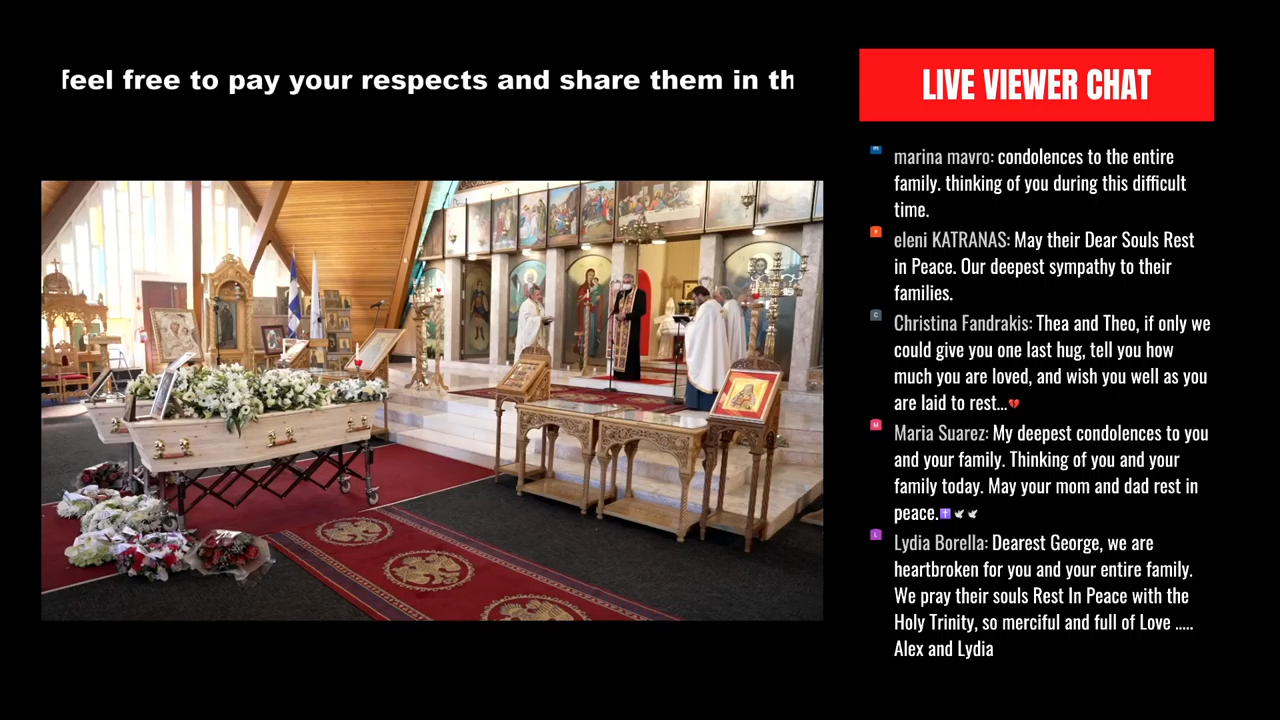 feel free to pay your respects and share them in th
LIVE VIEWER CHAT
marina mavro: condolences to the entire
family. thinking of you during this difficult
time.
eleni KATRANAS: May their Dear Souls Rest
in Peace. Our deepest sympathy to their
families.
Christina Fandrakis: Thea and Theo, if only we
could give you one last hug, tell you how
much you are loved, and wish you well as you
are laid to rest...💔
Maria Suarez: My deepest condolences to you
and your family. Thinking of you and your
family today. May your mom and dad rest in
peace.✝️🕊️🕊️
Lydia Borella: Dearest George, we are
heartbroken for you and your entire family.
We pray their souls Rest In Peace with the
Holy Trinity, so merciful and full of Love .....
Alex and Lydia